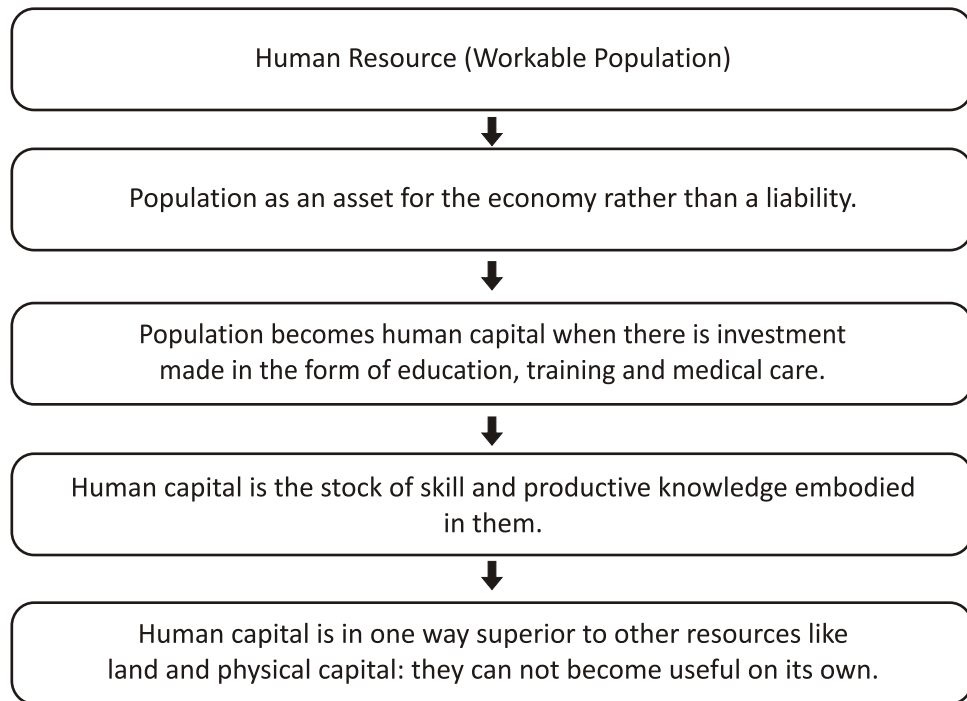 Human Resource (Workable Population)
Population as an asset for the economy rather than a liability.
Population becomes human capital when there is investment
made in the form of education, training and medical care.
Human capital is the stock of skill and productive knowledge embodied
in them.
Human capital is in one way superior to other resources like
land and physical capital: they can not become useful on its own.